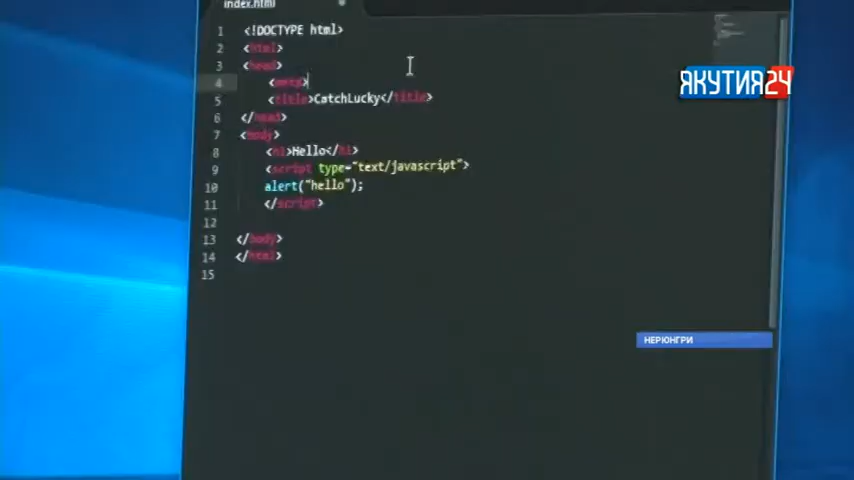 index.html
1 <!DOCTYPE html>
2 <html>
3 <head>
4 <meta>
5 <title>CatchLucky</title>
6 </head>
7 <body>
8 <h1>Hello</h1>
9 <script type="text/javascript">
10 alert("hello");
11 </script>
12
13 </body>
14 </html>
15
ЯКУТИЯ24
НЕРЮНГРИ